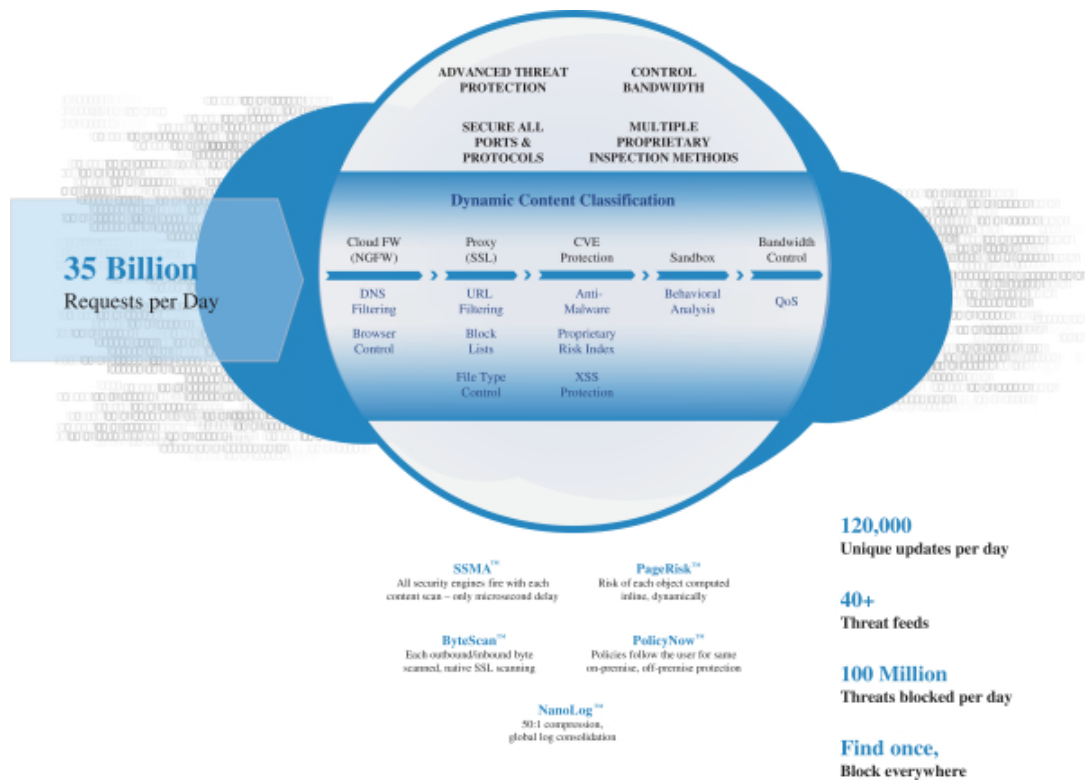 ADVANCED THREAT
PROTECTION
CONTROL
BANDWIDTH
SECURE ALL
PORTS &
PROTOCOLS
MULTIPLE
PROPRIETARY
INSPECTION METHODS
Dynamic Content Classification
35 Billion
Requests per Day
Cloud FW
(NGFW)
DNS
Filtering
Browser
Control
Proxy
(SSL)
URL
Filtering
Block
Lists
File Type
Control
CVE
Protection
Anti-
Malware
Proprietary
Risk Index
XSS
Protection
Sandbox
Behavioral
Analysis
Bandwidth
Control
QoS
SSMA™
All security engines fire with each
content scan – only microsecond delay
PageRisk™
Risk of each object computed
inline, dynamically
ByteScan™
Each outbound/inbound byte
scanned, native SSL scanning
PolicyNow™
Policies follow the user for same
on-premise, off-premise protection
NanoLog™
50:1 compression,
global log consolidation
120,000
Unique updates per day
40+
Threat feeds
100 Million
Threats blocked per day
Find once,
Block everywhere